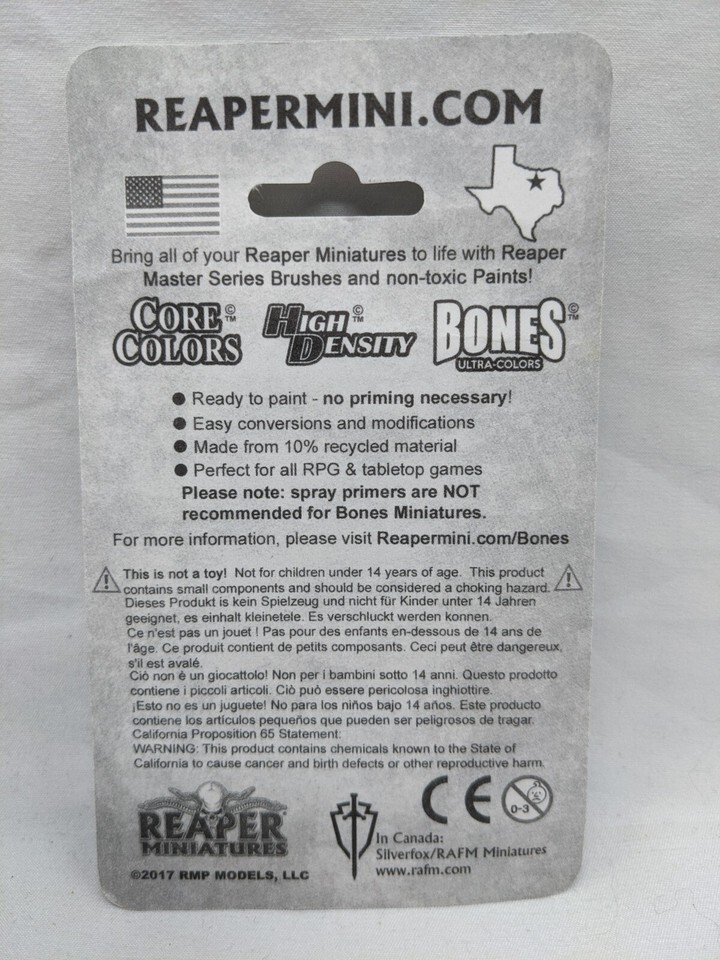 REAPERMINI.COM
Bring all of your Reaper Miniatures to life with Reaper
Master Series Brushes and non-toxic Paints!
CORE COLORS ©™
HIGH DENSITY ©™
BONES ©™
ULTRA-COLORS
● Ready to paint - no priming necessary!
● Easy conversions and modifications
● Made from 10% recycled material
● Perfect for all RPG & tabletop games
Please note: spray primers are NOT
recommended for Bones Miniatures.
For more information, please visit Reapermini.com/Bones
This is not a toy! Not for children under 14 years of age. This product
contains small components and should be considered a choking hazard.
Dieses Produkt is kein Spielzeug und nicht für Kinder unter 14 Jahren
geeignet, es einhalt kleinetele. Es verschluckt werden konnen.
Ce n'est pas un jouet ! Pas pour des enfants en-dessous de 14 ans de
l'âge. Ce produit contient de petits composants. Ceci peut être dangereux,
s'il est avalé.
Ciò non è un giocattolo! Non per i bambini sotto 14 anni. Questo prodotto
contiene i piccoli articoli. Ciò può essere pericolosa inghiottire.
¡Esto no es un juguete! No para los niños bajo 14 años. Este producto
contiene los artículos pequeños que pueden ser peligrosos de tragar.
California Proposition 65 Statement:
WARNING: This product contains chemicals known to the State of
California to cause cancer and birth defects or other reproductive harm.
REAPER
MINIATURES
©2017 RMP MODELS, LLC
CE
0-3
In Canada:
Silverfox/RAFM Miniatures
www.rafm.com